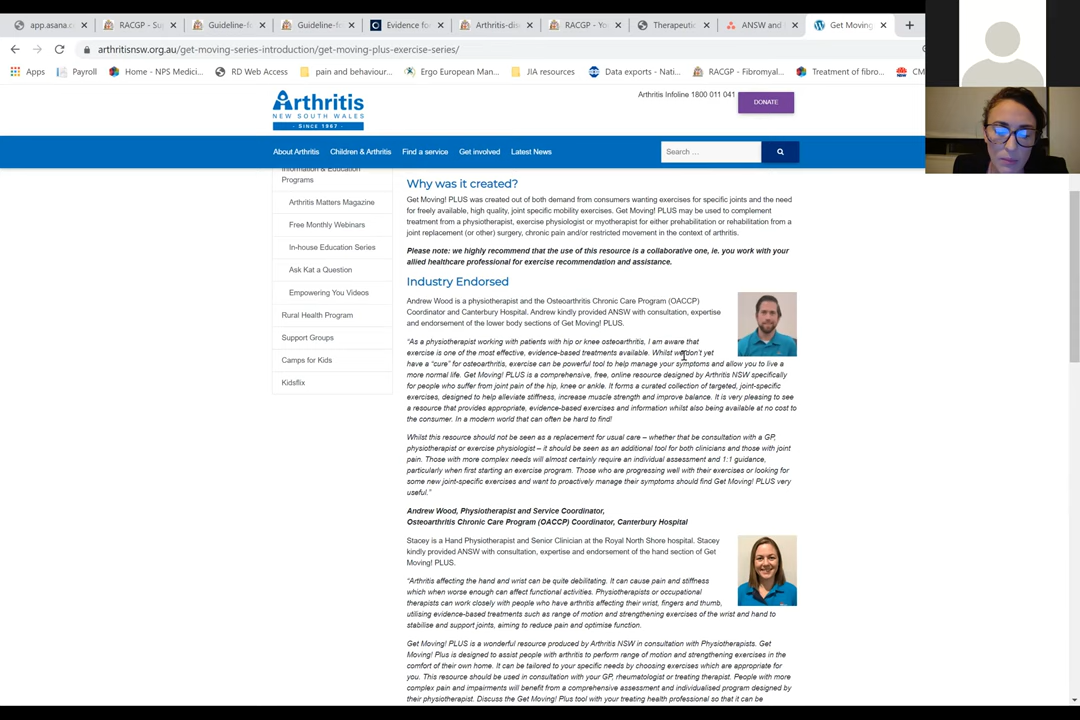 app.asana.c
RACGP - Su
Guideline-fo
Guideline-fr
Evidence fo
Arthritis-dis
RACGP - Yo
Therapeutic
ANSW and
Get Moving
arthritisnsw.org.au/get-moving-series-introduction/get-moving-plus-exercise-series/
Apps
Payroll
Home - NPS Medici...
RD Web Access
pain and behaviour...
Ergo European Man...
JIA resources
Data exports - Nati...
RACGP - Fibromyal...
Treatment of fibro...
CM
Arthritis
NEW SOUTH WALES
- SINCE 1967 -
Arthritis Infoline 1800 011 041
DONATE
About Arthritis
Children & Arthritis
Find a service
Get involved
Latest News
Search ...
Information & Education
Programs
Arthritis Matters Magazine
Free Monthly Webinars
In-house Education Series
Ask Kat a Question
Empowering You Videos
Rural Health Program
Support Groups
Camps for Kids
Kidsflix
Why was it created?
Get Moving! PLUS was created out of both demand from consumers wanting exercises for specific joints and the need
for freely available, high quality, joint specific mobility exercises. Get Moving! PLUS may be used to complement
treatment from a physiotherapist, exercise physiologist or myotherapist for either prehabilitation or rehabilitation from a
joint replacement (or other) surgery, chronic pain and/or restricted movement in the context of arthritis.
Please note: we highly recommend that the use of this resource is a collaborative one, ie. you work with your
allied healthcare professional for exercise recommendation and assistance.
Industry Endorsed
Andrew Wood is a physiotherapist and the Osteoarthritis Chronic Care Program (OACCP)
Coordinator and Canterbury Hospital. Andrew kindly provided ANSW with consultation, expertise
and endorsement of the lower body sections of Get Moving! PLUS.
“As a physiotherapist working with patients with hip or knee osteoarthritis, I am aware that
exercise is one of the most effective, evidence-based treatments available. Whilst we don’t yet
have a “cure” for osteoarthritis, exercise can be powerful tool to help manage your symptoms and allow you to live a
more normal life. Get Moving! PLUS is a comprehensive, free, online resource designed by Arthritis NSW specifically
for people who suffer from joint pain of the hip, knee or ankle. It forms a curated collection of targeted, joint-specific
exercises, designed to help alleviate stiffness, increase muscle strength and improve balance. It is very pleasing to see
a resource that provides appropriate, evidence-based exercises and information whilst also being available at no cost to
the consumer. In a modern world that can often be hard to find!
Whilst this resource should not be seen as a replacement for usual care – whether that be consultation with a GP,
physiotherapist or exercise physiologist – it should be seen as an additional tool for both clinicians and those with joint
pain. Those with more complex needs will almost certainly require an individual assessment and 1:1 guidance,
particularly when first starting an exercise program. Those who are progressing well with their exercises or looking for
some new joint-specific exercises and want to proactively manage their symptoms should find Get Moving! PLUS very
useful.”
Andrew Wood, Physiotherapist and Service Coordinator,
Osteoarthritis Chronic Care Program (OACCP) Coordinator, Canterbury Hospital
Stacey is a Hand Physiotherapist and Senior Clinician at the Royal North Shore hospital. Stacey
kindly provided ANSW with consultation, expertise and endorsement of the hand section of Get
Moving! PLUS.
“Arthritis affecting the hand and wrist can be quite debilitating. It can cause pain and stiffness
which when worse enough can affect functional activities. Physiotherapists or occupational
therapists can work closely with people who have arthritis affecting their wrist, fingers and thumb,
utilising evidence-based treatments such as range of motion and strengthening exercises of the wrist and hand to
stabilise and support joints, aiming to reduce pain and optimise function.
Get Moving! PLUS is a wonderful resource produced by Arthritis NSW in consultation with Physiotherapists. Get
Moving! Plus is designed to assist people with arthritis to perform range of motion and strengthening exercises in the
comfort of their own home. It can be tailored to your specific needs by choosing exercises which are appropriate for
you. This resource should be used in consultation with your GP, rheumatologist or treating therapist. People with more
complex pain and impairments will benefit from a comprehensive assessment and individualised program designed by
their physiotherapist. Discuss the Get Moving! Plus tool with your treating health professional so that it can be